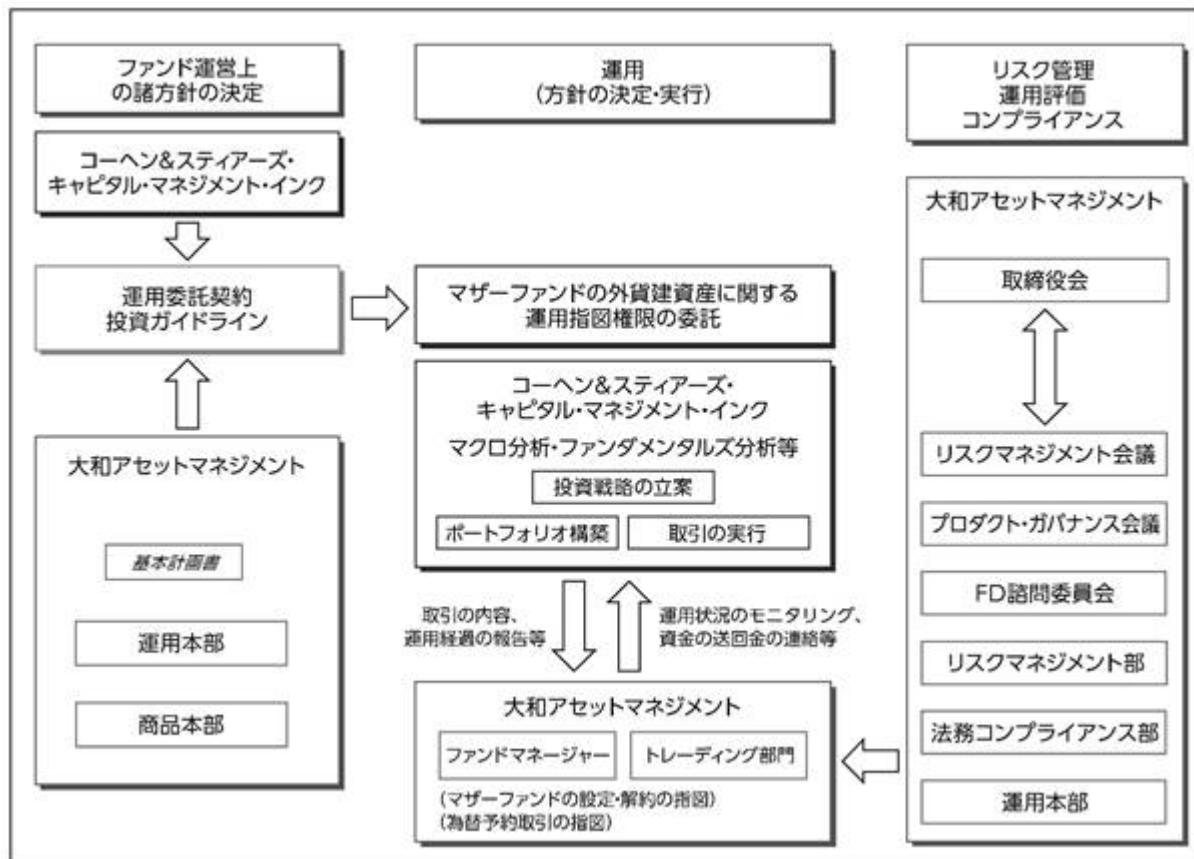 ファンド運営上
の諸方針の決定
コーヘン&スティアーズ・
キャピタル・マネジメント・インク
運用委託契約
投資ガイドライン
大和アセットマネジメント
基本計画書
運用本部
商品本部
運用
(方針の決定・実行)
マザーファンドの外貨建資産に関する
運用指図権限の委託
コーヘン&スティアーズ・
キャピタル・マネジメント・インク
マクロ分析・ファンダメンタルズ分析等
投資戦略の立案
ポートフォリオ構築
取引の実行
取引の内容、
運用経過の報告等
運用状況のモニタリング、
資金の送回金の連絡等
大和アセットマネジメント
ファンドマネージャー
トレーディング部門
(マザーファンドの設定・解約の指図)
(為替予約取引の指図)
リスク管理
運用評価
コンプライアンス
大和アセットマネジメント
取締役会
リスクマネジメント会議
プロダクト・ガバナンス会議
FD諮問委員会
リスクマネジメント部
法務コンプライアンス部
運用本部